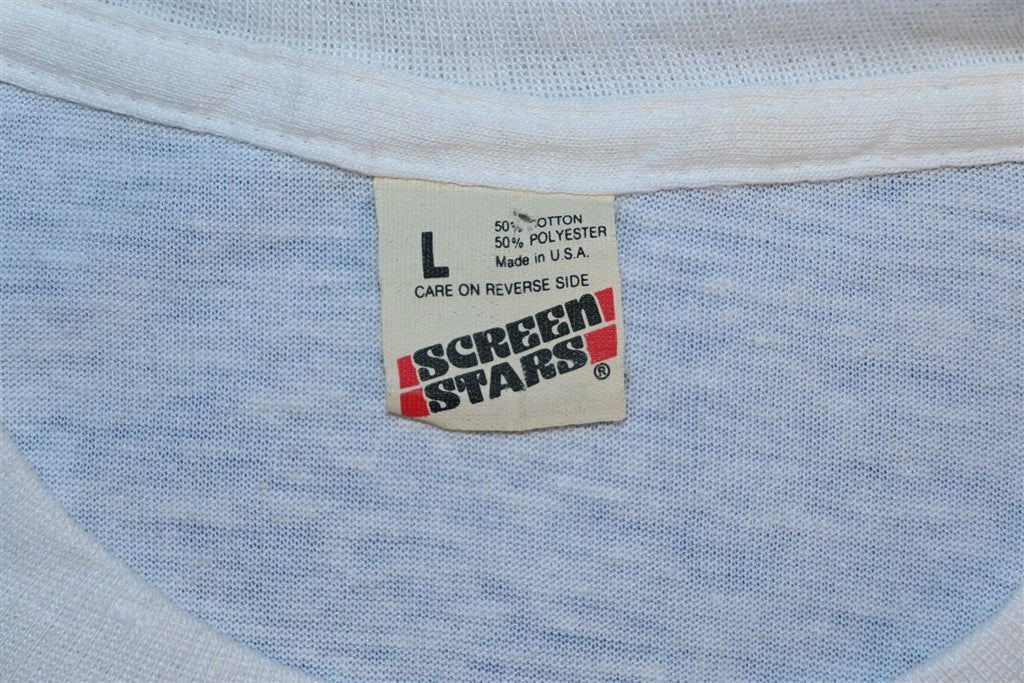 L
50% COTTON
50% POLYESTER
Made in U.S.A.
CARE ON REVERSE SIDE
SCREEN
STARS ®